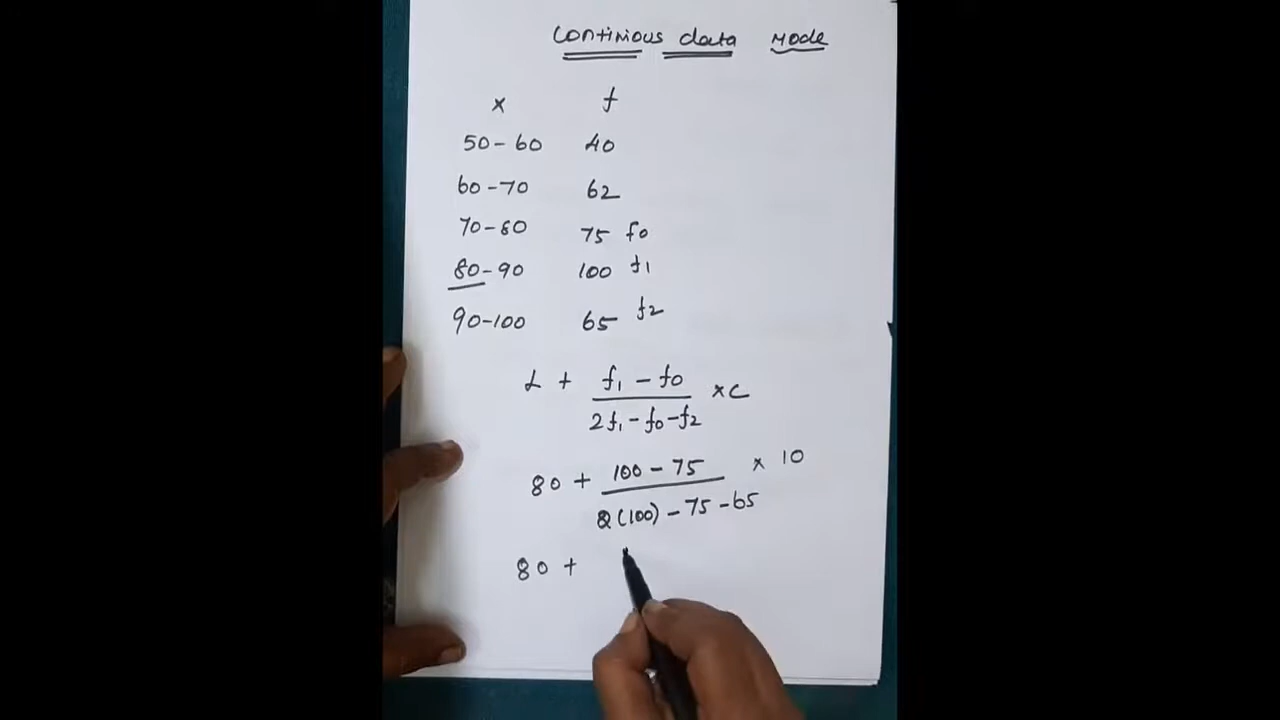 continious data Mode
x f
50-60 40
60-70 62
70-80 75 f0
80-90 100 f1
90-100 65 f2
L + f1 - f0 / 2f1 - f0 - f2 × C
80 + 100 - 75 / 2(100) - 75 - 65 × 10
80 +